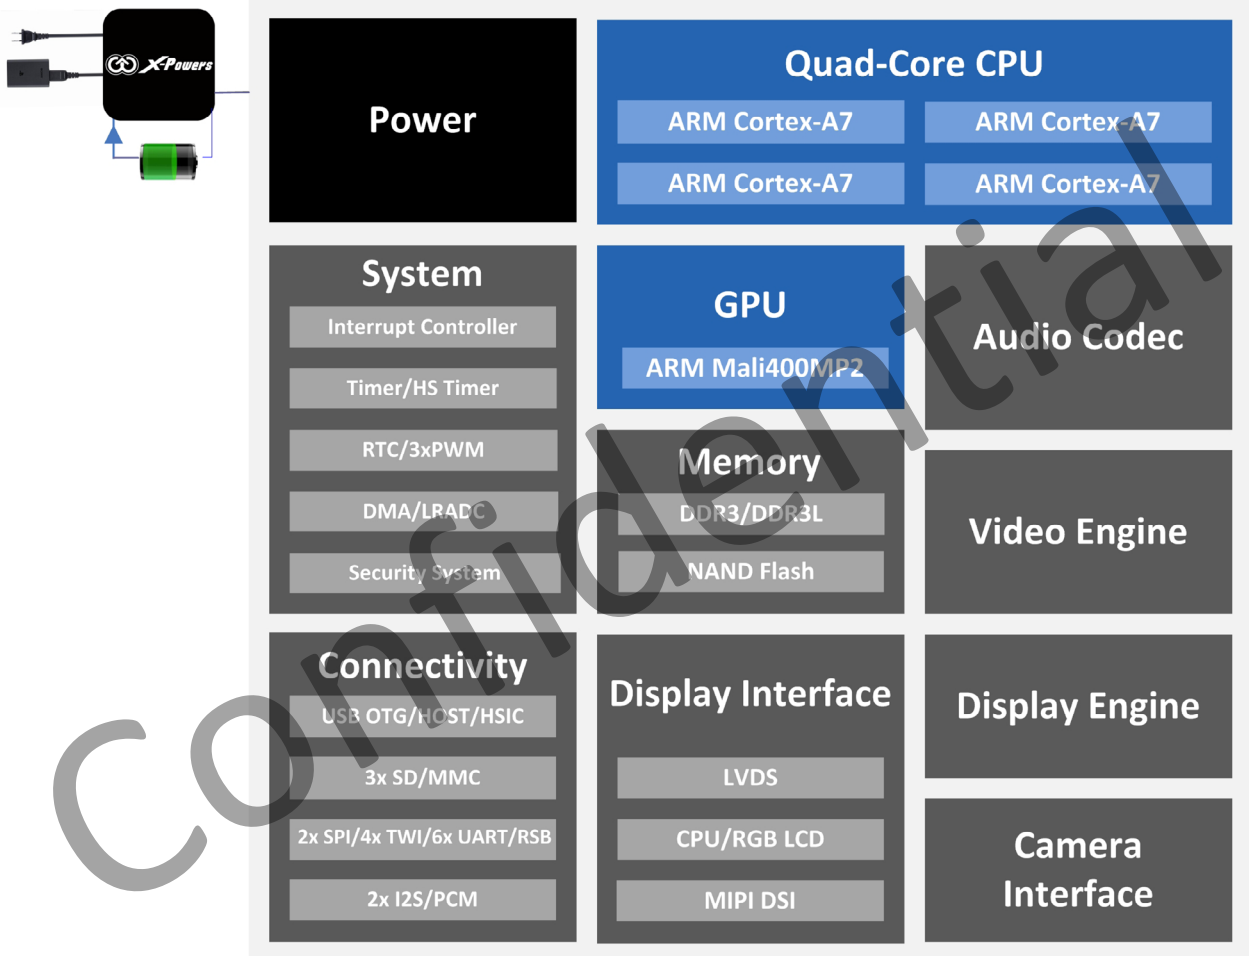 X-Powers
Power
Quad-Core CPU
ARM Cortex-A7
ARM Cortex-A7
ARM Cortex-A7
ARM Cortex-A7
System
Interrupt Controller
Timer/HS Timer
RTC/3xPWM
DMA/LRADC
Security System
GPU
ARM Mali400MP2
Audio Codec
Memory
DDR3/DDR3L
NAND Flash
Video Engine
Connectivity
USB OTG/HOST/HSIC
3x SD/MMC
2x SPI/4x TWI/6x UART/RSB
2x I2S/PCM
Display Interface
LVDS
CPU/RGB LCD
MIPI DSI
Display Engine
Camera
Interface
Confidential